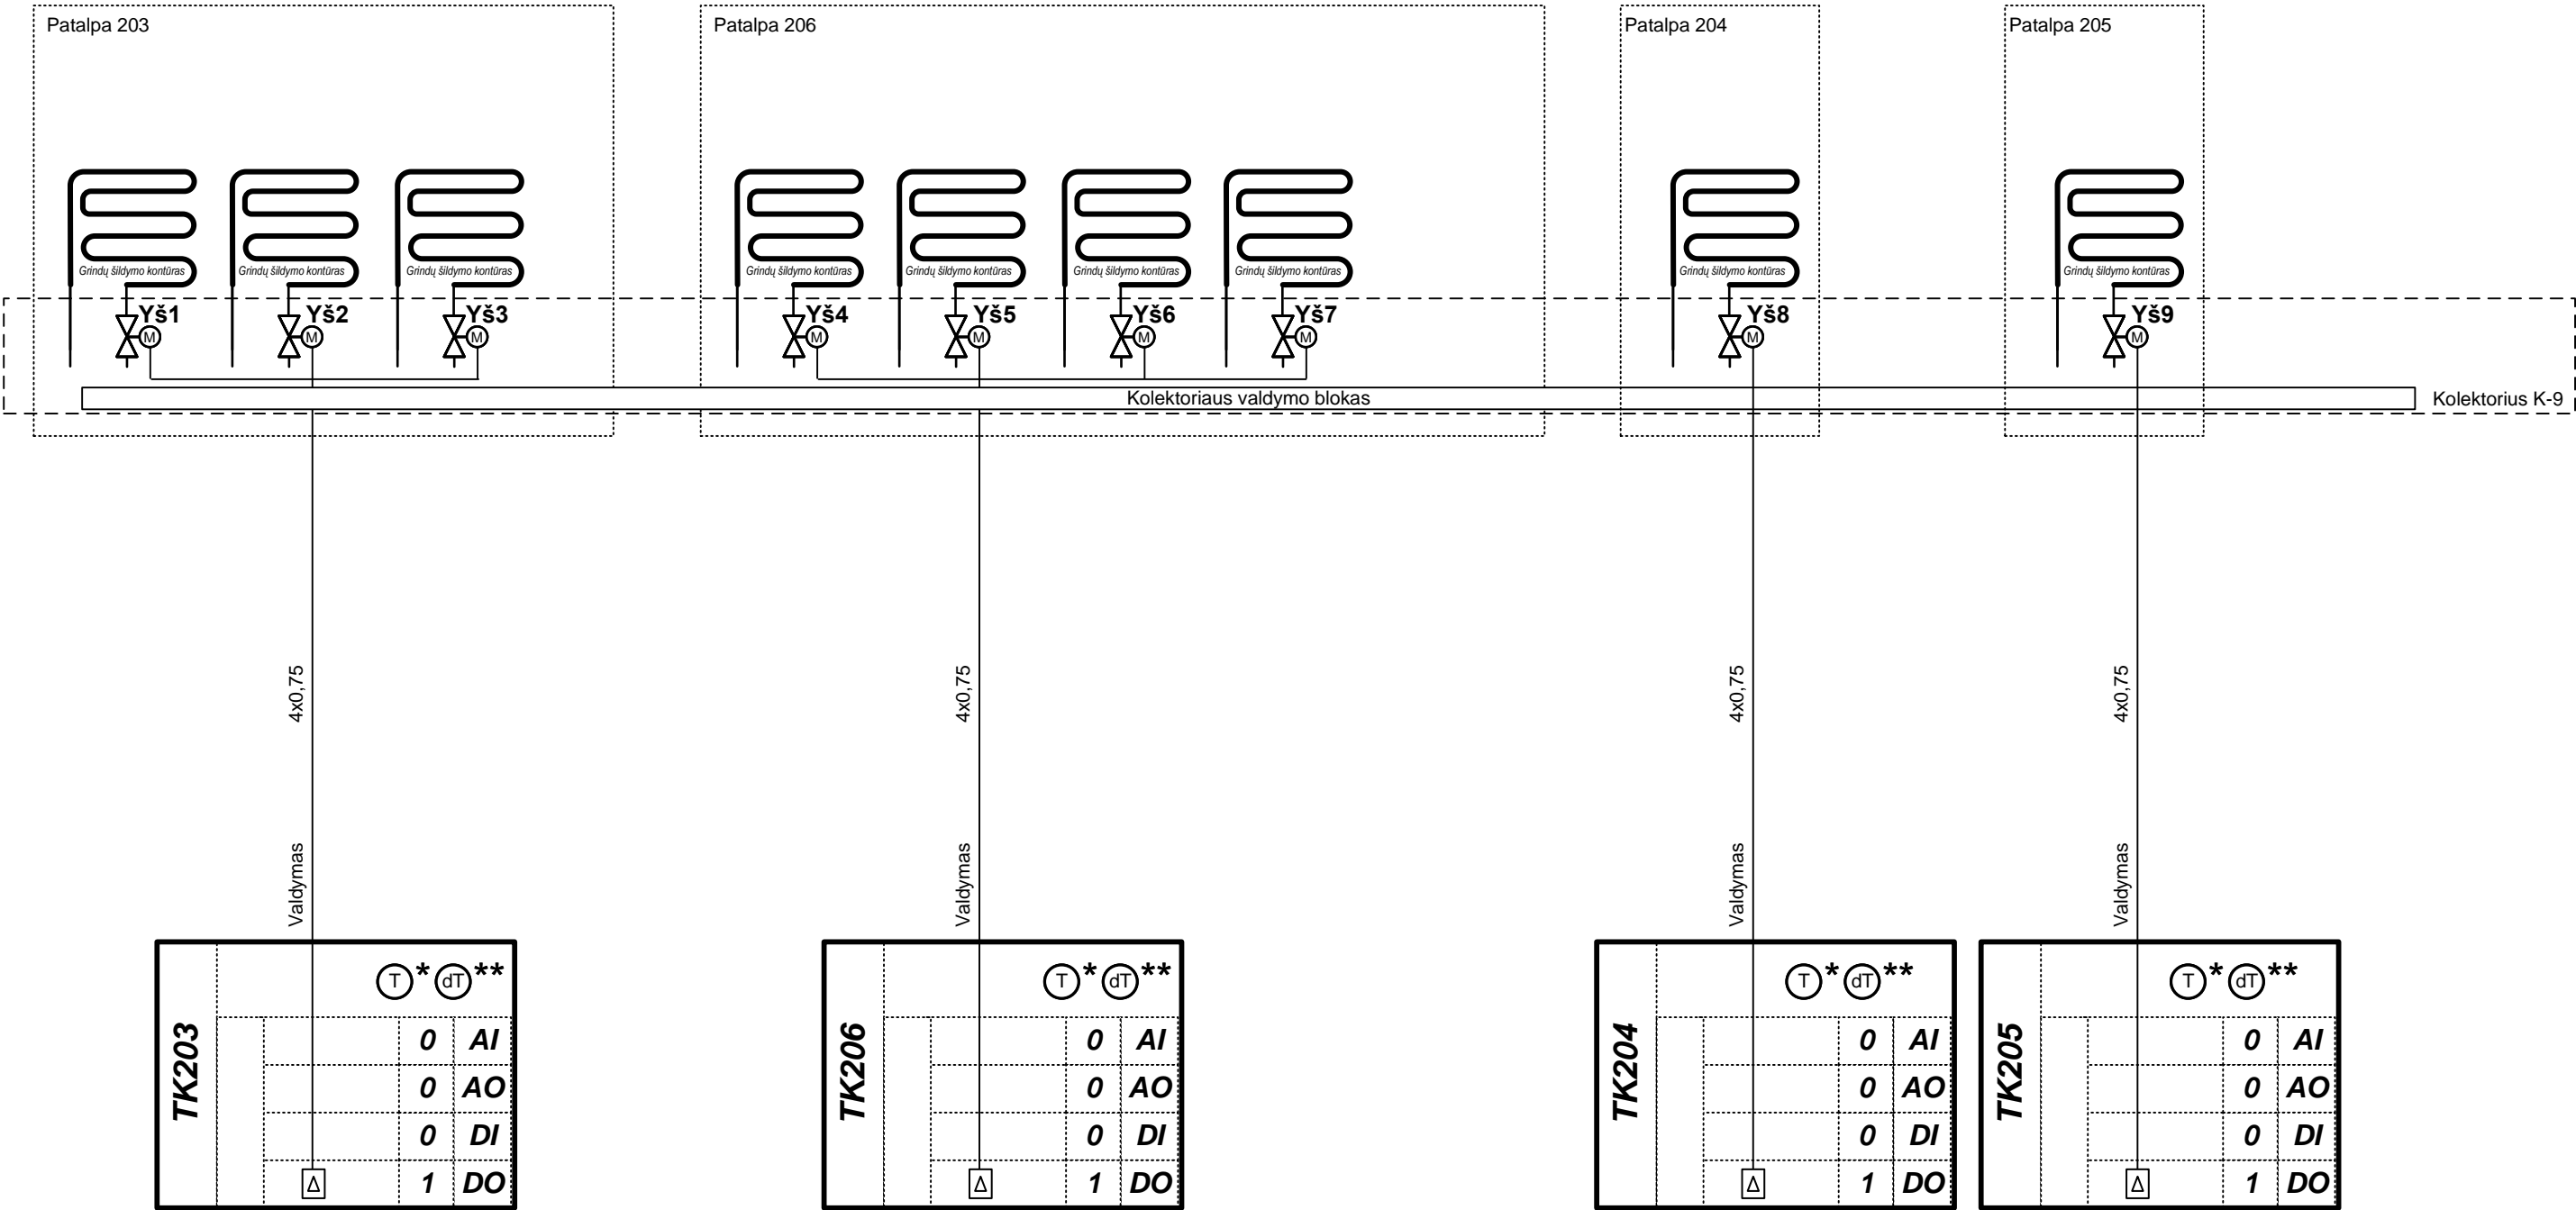 Patalpa 203
Patalpa 206
Patalpa 204
Patalpa 205
Grindų šildymo kontūras
Grindų šildymo kontūras
Grindų šildymo kontūras
Grindų šildymo kontūras
Grindų šildymo kontūras
Grindų šildymo kontūras
Grindų šildymo kontūras
Grindų šildymo kontūras
Grindų šildymo kontūras
Yš1
M
Yš2
M
Yš3
M
Yš4
M
Yš5
M
Yš6
M
Yš7
M
Yš8
M
Yš9
M
Kolektoriaus valdymo blokas
Kolektorius K-9
4x0,75
4x0,75
4x0,75
4x0,75
Valdymas
Valdymas
Valdymas
Valdymas
TK203
T * dT **
0 AI
0 AO
0 DI
Δ 1 DO
TK206
T * dT **
0 AI
0 AO
0 DI
Δ 1 DO
TK204
T * dT **
0 AI
0 AO
0 DI
Δ 1 DO
TK205
T * dT **
0 AI
0 AO
0 DI
Δ 1 DO